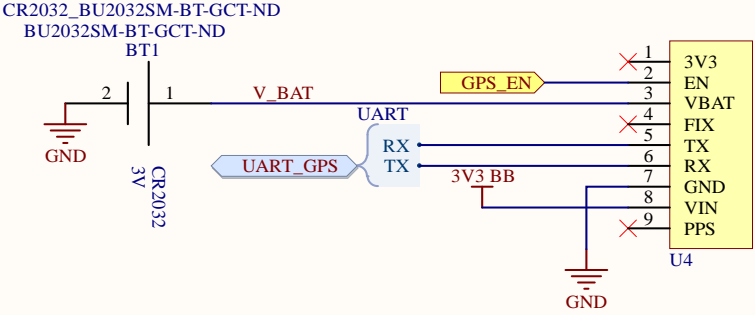 CR2032_BU2032SM-BT-GCT-ND
BU2032SM-BT-GCT-ND
BT1
2
1
GND
3V
CR2032
V_BAT
GPS_EN
UART
RX
TX
UART_GPS
3V3 BB
GND
1 3V3
2 EN
3 VBAT
4 FIX
5 TX
6 RX
7 GND
8 VIN
9 PPS
U4